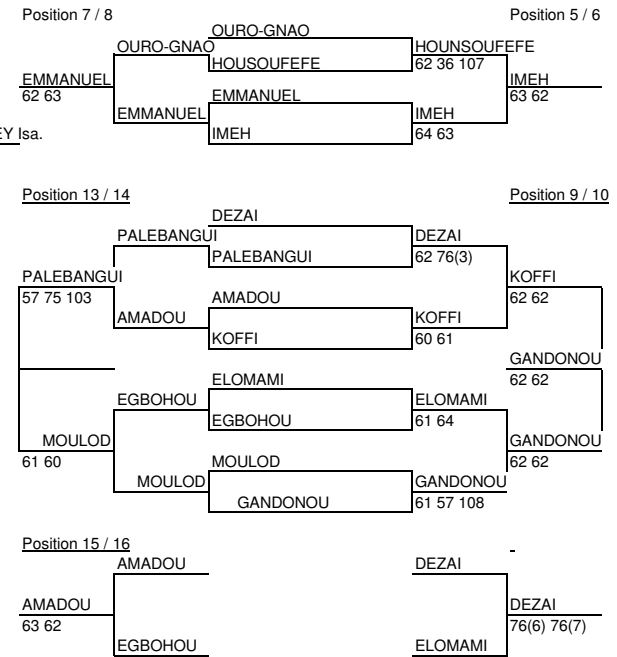 Position 7 / 8
Position 5 / 6
OURO-GNAO
OURO-GNAO
HOUNSOUFEFE
HOUSOUFEFE
62 36 107
EMMANUEL
IMEH
62 63
EMMANUEL
63 62
EMMANUEL
IMEH
EY Isa.
IMEH
64 63
Position 13 / 14
Position 9 / 10
DEZAI
PALEBANGUI
DEZAI
PALEBANGUI
62 76(3)
PALEBANGUI
KOFFI
57 75 103
AMADOU
62 62
AMADOU
KOFFI
KOFFI
60 61
GANDONOU
ELOMAMI
62 62
EGBOHOU
ELOMAMI
EGBOHOU
61 64
MOULOD
GANDONOU
61 60
MOULOD
62 62
MOULOD
GANDONOU
GANDONOU
61 57 108
Position 15 / 16
-
AMADOU
DEZAI
AMADOU
DEZAI
63 62
76(6) 76(7)
EGBOHOU
ELOMAMI